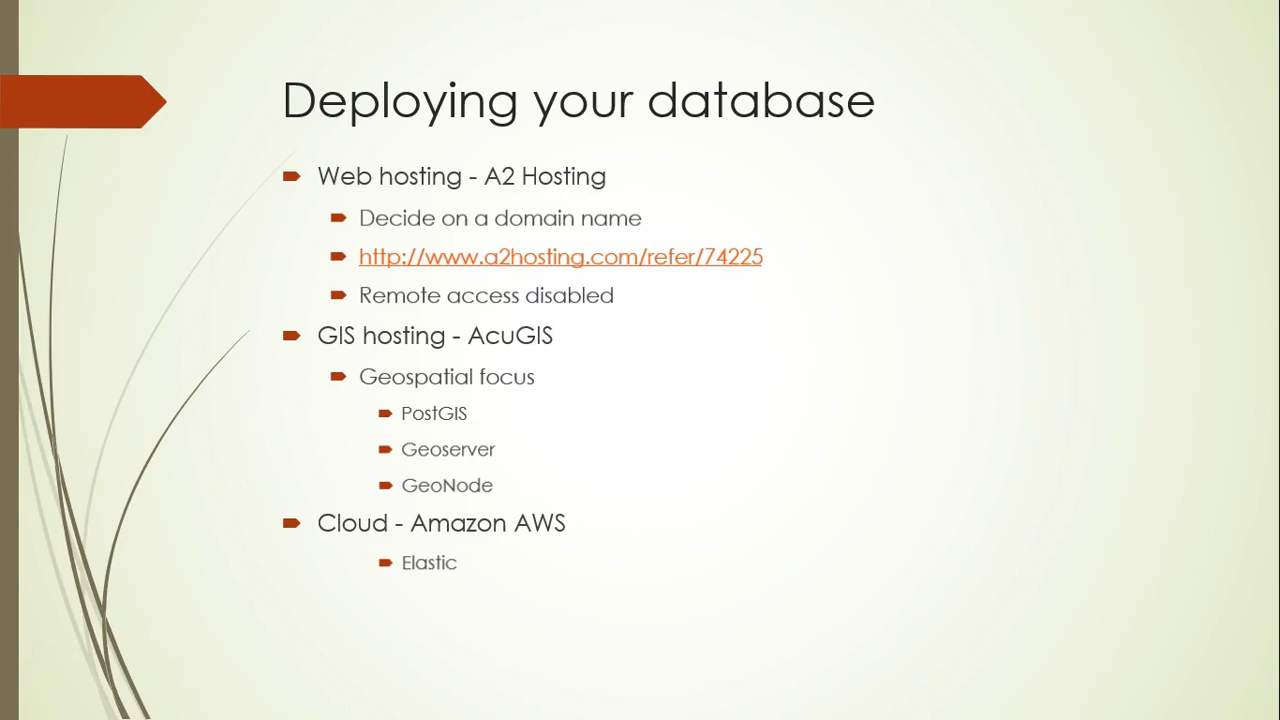 Deploying your database
Web hosting - A2 Hosting
Decide on a domain name
http://www.a2hosting.com/refer/74225
Remote access disabled
GIS hosting - AcuGIS
Geospatial focus
PostGIS
Geoserver
GeoNode
Cloud - Amazon AWS
Elastic